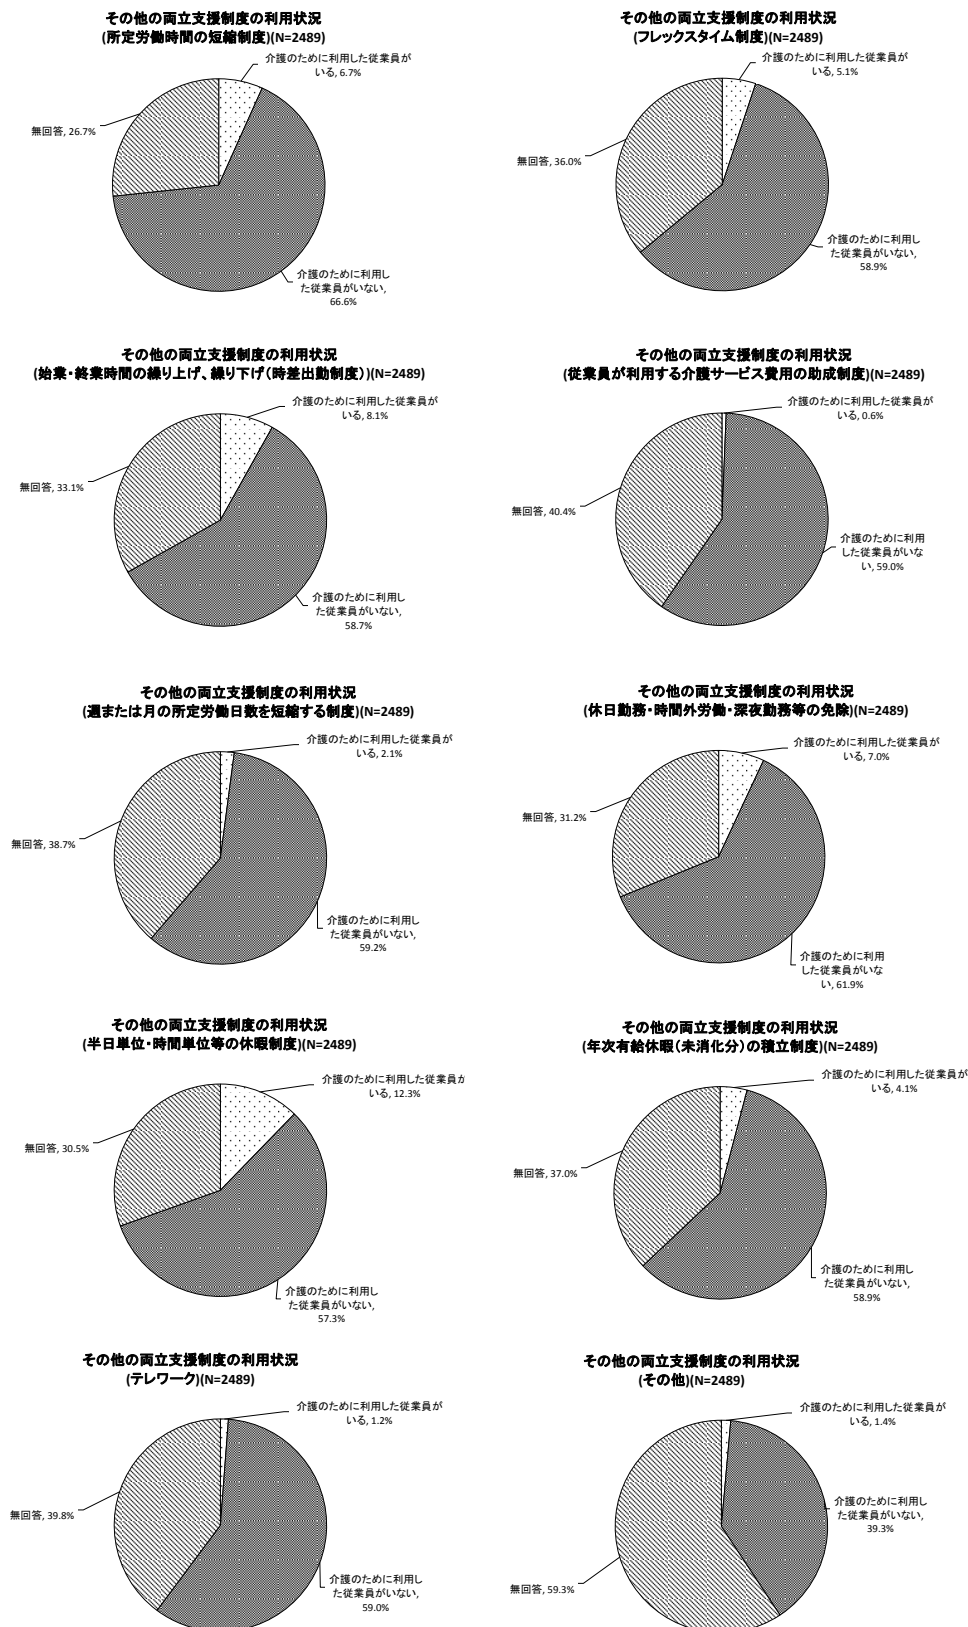 その他の両立支援制度の利用状況
(所定労働時間の短縮制度)(N=2489)
介護のために利用した従業員が
いる, 6.7%
無回答, 26.7%
介護のために利用し
た従業員がいない,
66.6%
その他の両立支援制度の利用状況
(フレックスタイム制度)(N=2489)
介護のために利用した従業員が
いる, 5.1%
無回答, 36.0%
介護のために利用し
た従業員がいない,
58.9%
その他の両立支援制度の利用状況
(始業・終業時間の繰り上げ、繰り下げ（時差出勤制度）)(N=2489)
介護のために利用した従業員が
いる, 8.1%
無回答, 33.1%
介護のために利用し
た従業員がいない,
58.7%
その他の両立支援制度の利用状況
(従業員が利用する介護サービス費用の助成制度)(N=2489)
介護のために利用した従業員が
いる, 0.6%
無回答, 40.4%
介護のために利用
した従業員がいな
い, 59.0%
その他の両立支援制度の利用状況
(週または月の所定労働日数を短縮する制度)(N=2489)
介護のために利用した従業員が
いる, 2.1%
無回答, 38.7%
介護のために利用し
た従業員がいない,
59.2%
その他の両立支援制度の利用状況
(休日勤務・時間外労働・深夜勤務等の免除)(N=2489)
介護のために利用した従業員が
いる, 7.0%
無回答, 31.2%
介護のために利用
した従業員がいな
い, 61.9%
その他の両立支援制度の利用状況
(半日単位・時間単位等の休暇制度)(N=2489)
介護のために利用した従業員が
いる, 12.3%
無回答, 30.5%
介護のために利用し
た従業員がいない,
57.3%
その他の両立支援制度の利用状況
(年次有給休暇（未消化分）の積立制度)(N=2489)
介護のために利用した従業員が
いる, 4.1%
無回答, 37.0%
介護のために利用し
た従業員がいない,
58.9%
その他の両立支援制度の利用状況
(テレワーク)(N=2489)
介護のために利用した従業員が
いる, 1.2%
無回答, 39.8%
介護のために利用し
た従業員がいない,
59.0%
その他の両立支援制度の利用状況
(その他)(N=2489)
介護のために利用した従業員が
いる, 1.4%
介護のために利用し
た従業員がいない,
39.3%
無回答, 59.3%